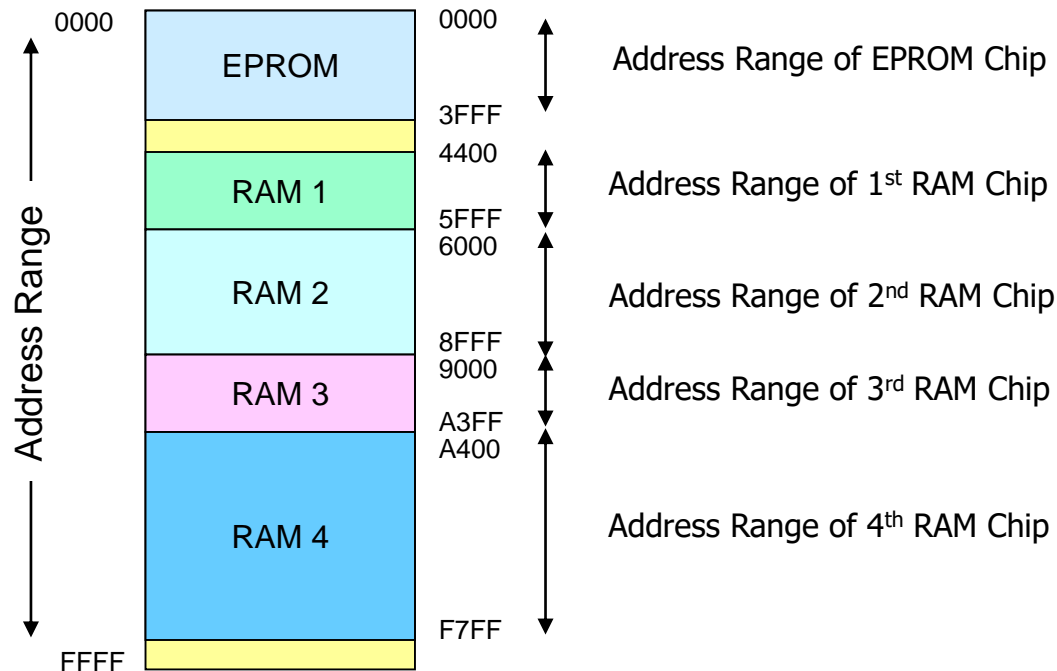 0000
0000
EPROM
Address Range of EPROM Chip
3FFF
4400
RAM 1
Address Range of 1st RAM Chip
5FFF
6000
Address Range
RAM 2
Address Range of 2nd RAM Chip
8FFF
9000
RAM 3
Address Range of 3rd RAM Chip
A3FF
A400
RAM 4
Address Range of 4th RAM Chip
F7FF
FFFF